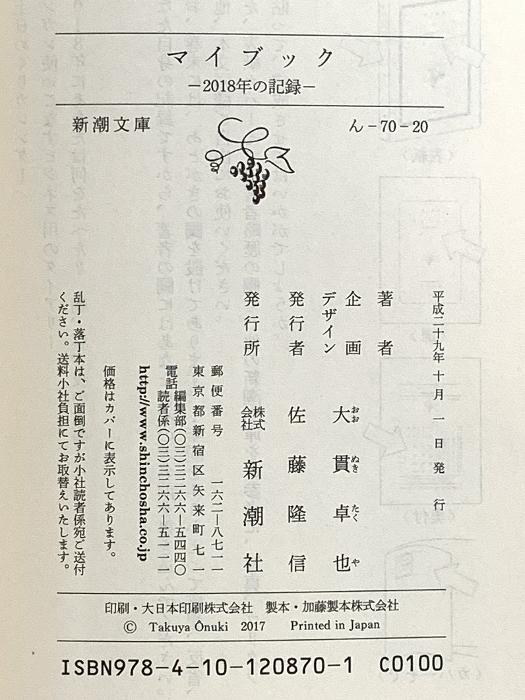 マイブック
−2018年の記録−
新潮文庫
ん-70-20
平成二十九年十月一日発行
著者
企画・デザイン 大貫卓也
おおぬきたくや
発行者 佐藤隆信
発行所 株式会社 新潮社
郵便番号 一六二−八七一一
東京都新宿区矢来町七一
電話 編集部(〇三)三二六六−五四四〇
読者係(〇三)三二六六−五一一一
http://www.shinchosha.co.jp
価格はカバーに表示してあります。
乱丁・落丁本は、ご面倒ですが小社読者係宛ご送付
ください。送料小社負担にてお取替えいたします。
印刷・大日本印刷株式会社 製本・加藤製本株式会社
© Takuya Ônuki 2017 Printed in Japan
ISBN978-4-10-120870-1 C0100